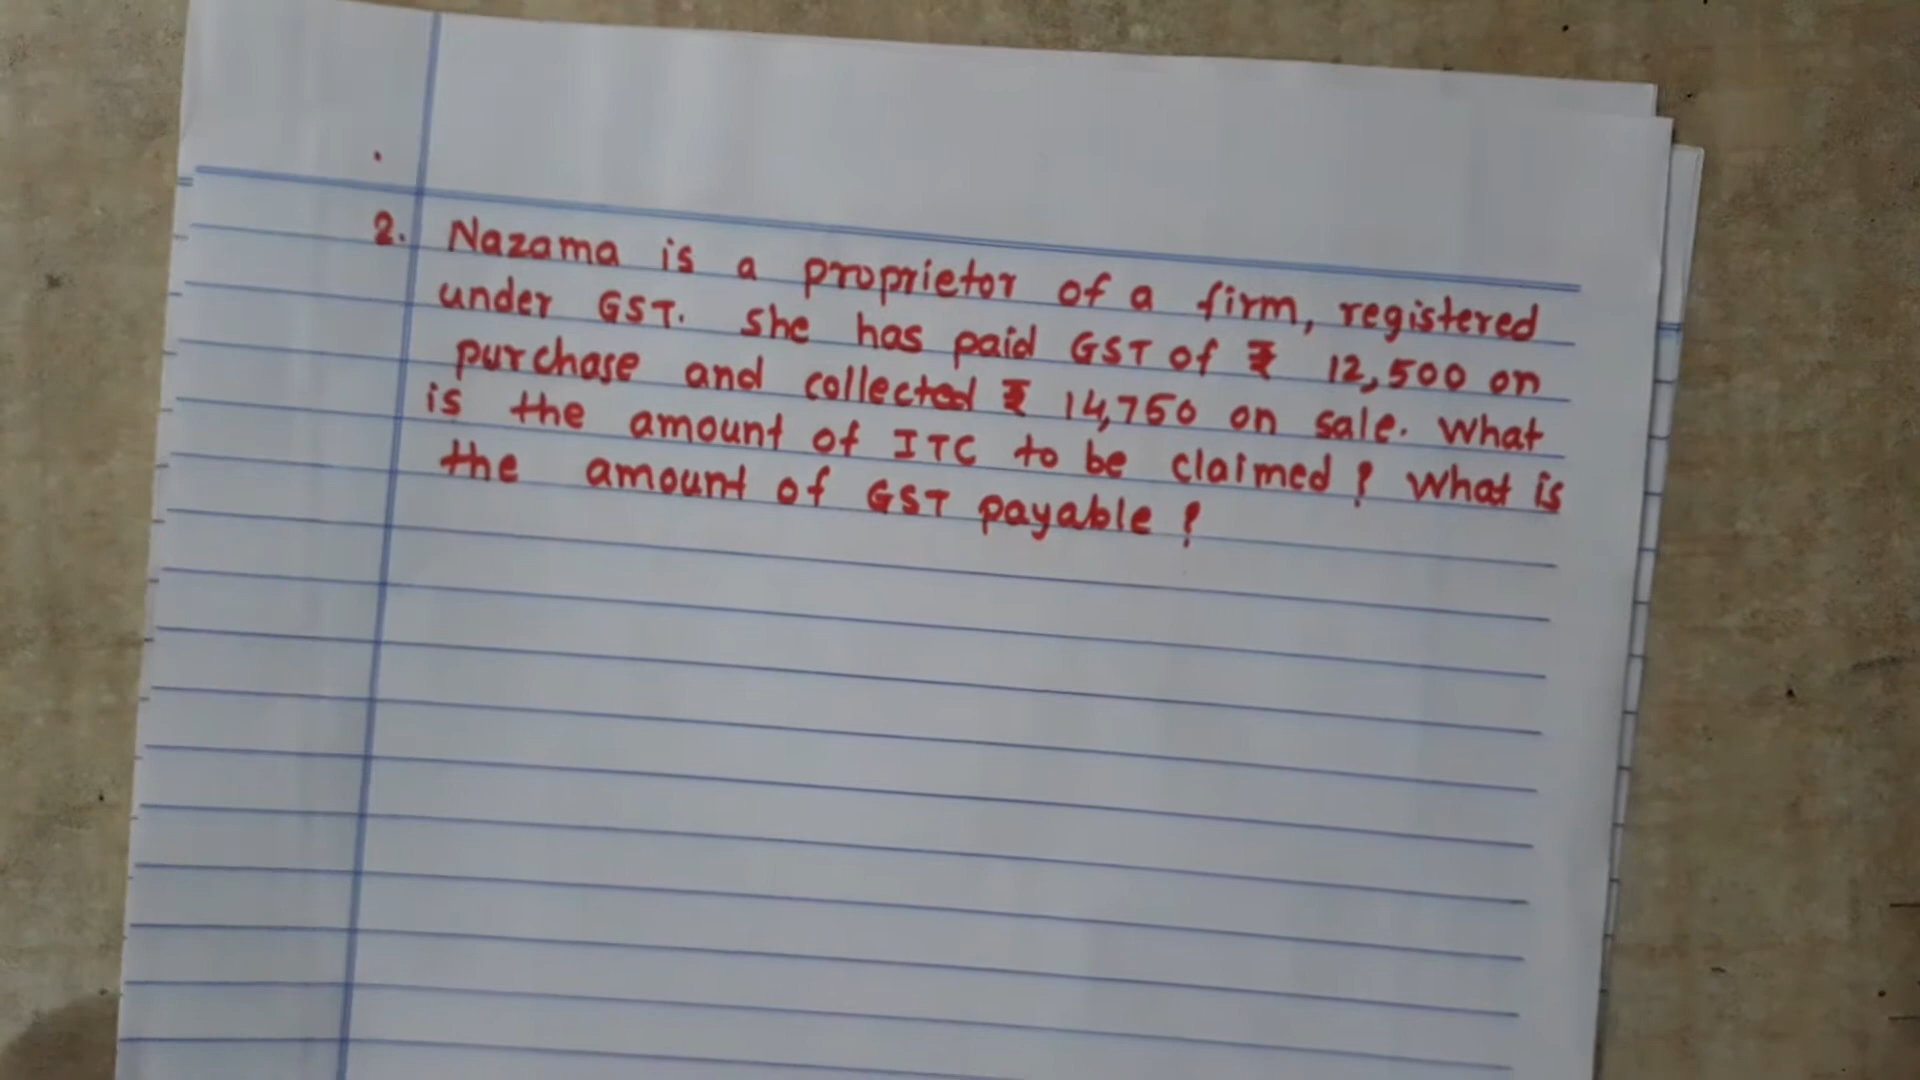 2. Nazama is a proprietor of a firm, registered
under GST. She has paid GST of ₹ 12,500 on
purchase and collected ₹ 14,750 on sale. What
is the amount of ITC to be claimed? What is
the amount of GST payable?